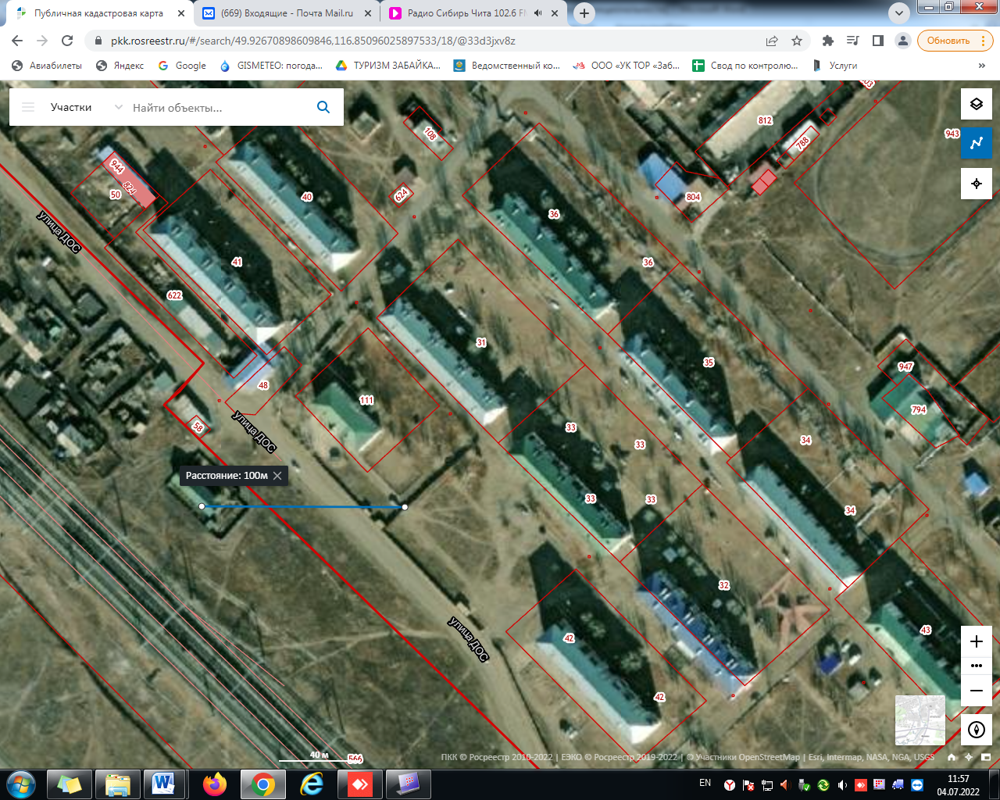 Публичная кадастровая карта
(669) Входящие - Почта Mail.ru
Радио Сибирь Чита 102.6 FI
pkk.rosreestr.ru/#/search/49.92670898609846,116.85096025897533/18/@33d3jxv8z
Обновить
Авиабилеты
Яндекс
Google
GISMETEO: погода...
ТУРИЗМ ЗАБАЙКА...
Ведомственный ко...
ООО «УК ТОР «Заб...
Свод по контролю...
Услуги
»
Участки
Найти объекты...
812
943
108
788
944
824
50
40
624
804
36
улица ДОС
41
36
622
31
35
947
48
111
794
улица ДОС
58
33
33
34
Расстояние: 100м
33
33
34
32
улица ДОС
42
43
42
40 м
566
ПКК © Росреестр 2010-2022 | ЕЭКО © Росреестр 2019-2022 | © Участники OpenStreetMap | Esri, Intermap, NASA, NGA, USGS
EN
11:57
04.07.2022